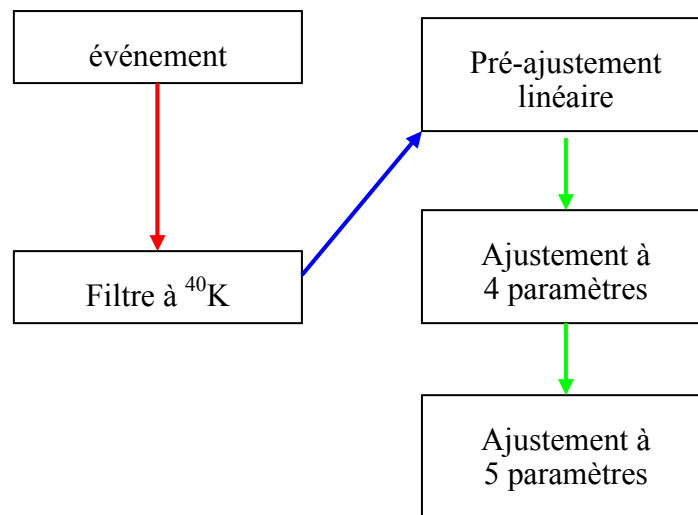 événement
Filtre à ⁴⁰K
Pré-ajustement
linéaire
Ajustement à
4 paramètres
Ajustement à
5 paramètres